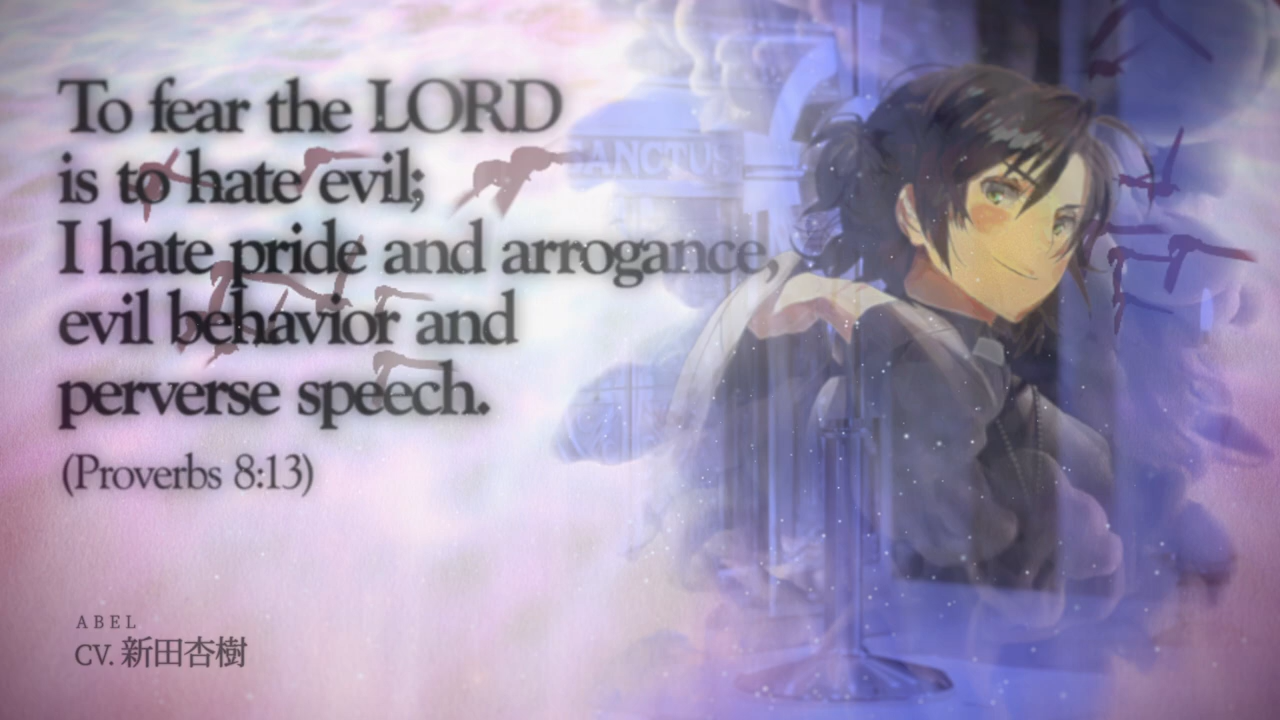 To fear the LORD
is to hate evil;
I hate pride and arrogance,
evil behavior and
perverse speech.
(Proverbs 8:13)
SANCTUS
ABEL
CV. 新田杏樹